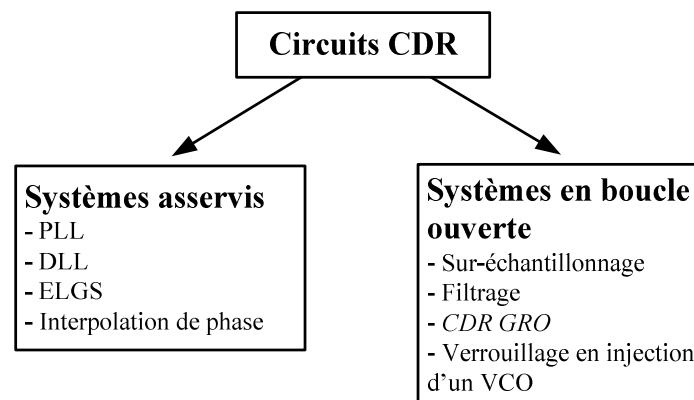 Circuits CDR
Systèmes asservis
- PLL
- DLL
- ELGS
- Interpolation de phase
Systèmes en boucle
ouverte
- Sur-échantillonnage
- Filtrage
- CDR GRO
- Verrouillage en injection
d’un VCO